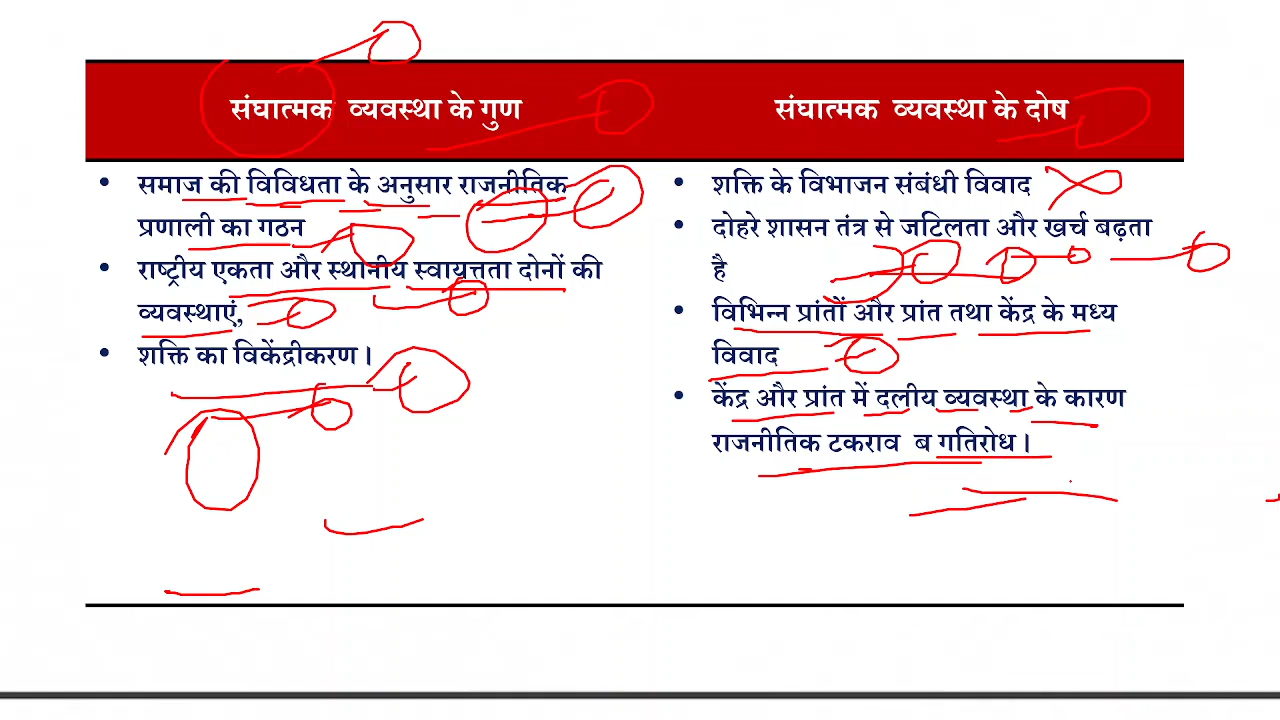 संघात्मक व्यवस्था के गुण
• समाज की विविधता के अनुसार राजनीतिक
प्रणाली का गठन
• राष्ट्रीय एकता और स्थानीय स्वायत्तता दोनों की
व्यवस्थाएं,
• शक्ति का विकेंद्रीकरण।
संघात्मक व्यवस्था के दोष
• शक्ति के विभाजन संबंधी विवाद
• दोहरे शासन तंत्र से जटिलता और खर्च बढ़ता
है
• विभिन्न प्रांतों और प्रांत तथा केंद्र के मध्य
विवाद
• केंद्र और प्रांत में दलीय व्यवस्था के कारण
राजनीतिक टकराव ब गतिरोध।